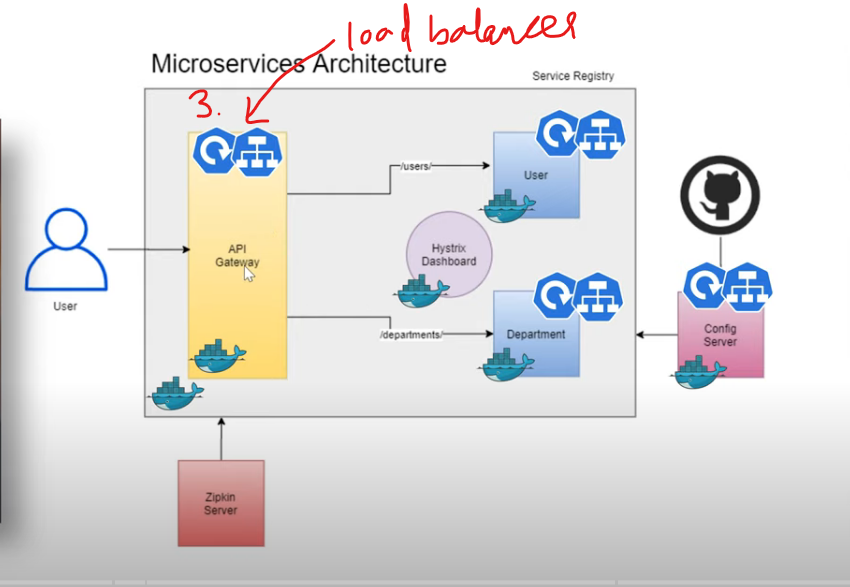 load balancer
Microservices Architecture
Service Registry
3.
/users/
User
API
Gateway
Hystrix
Dashboard
User
/departments/
Department
Config
Server
Zipkin
Server